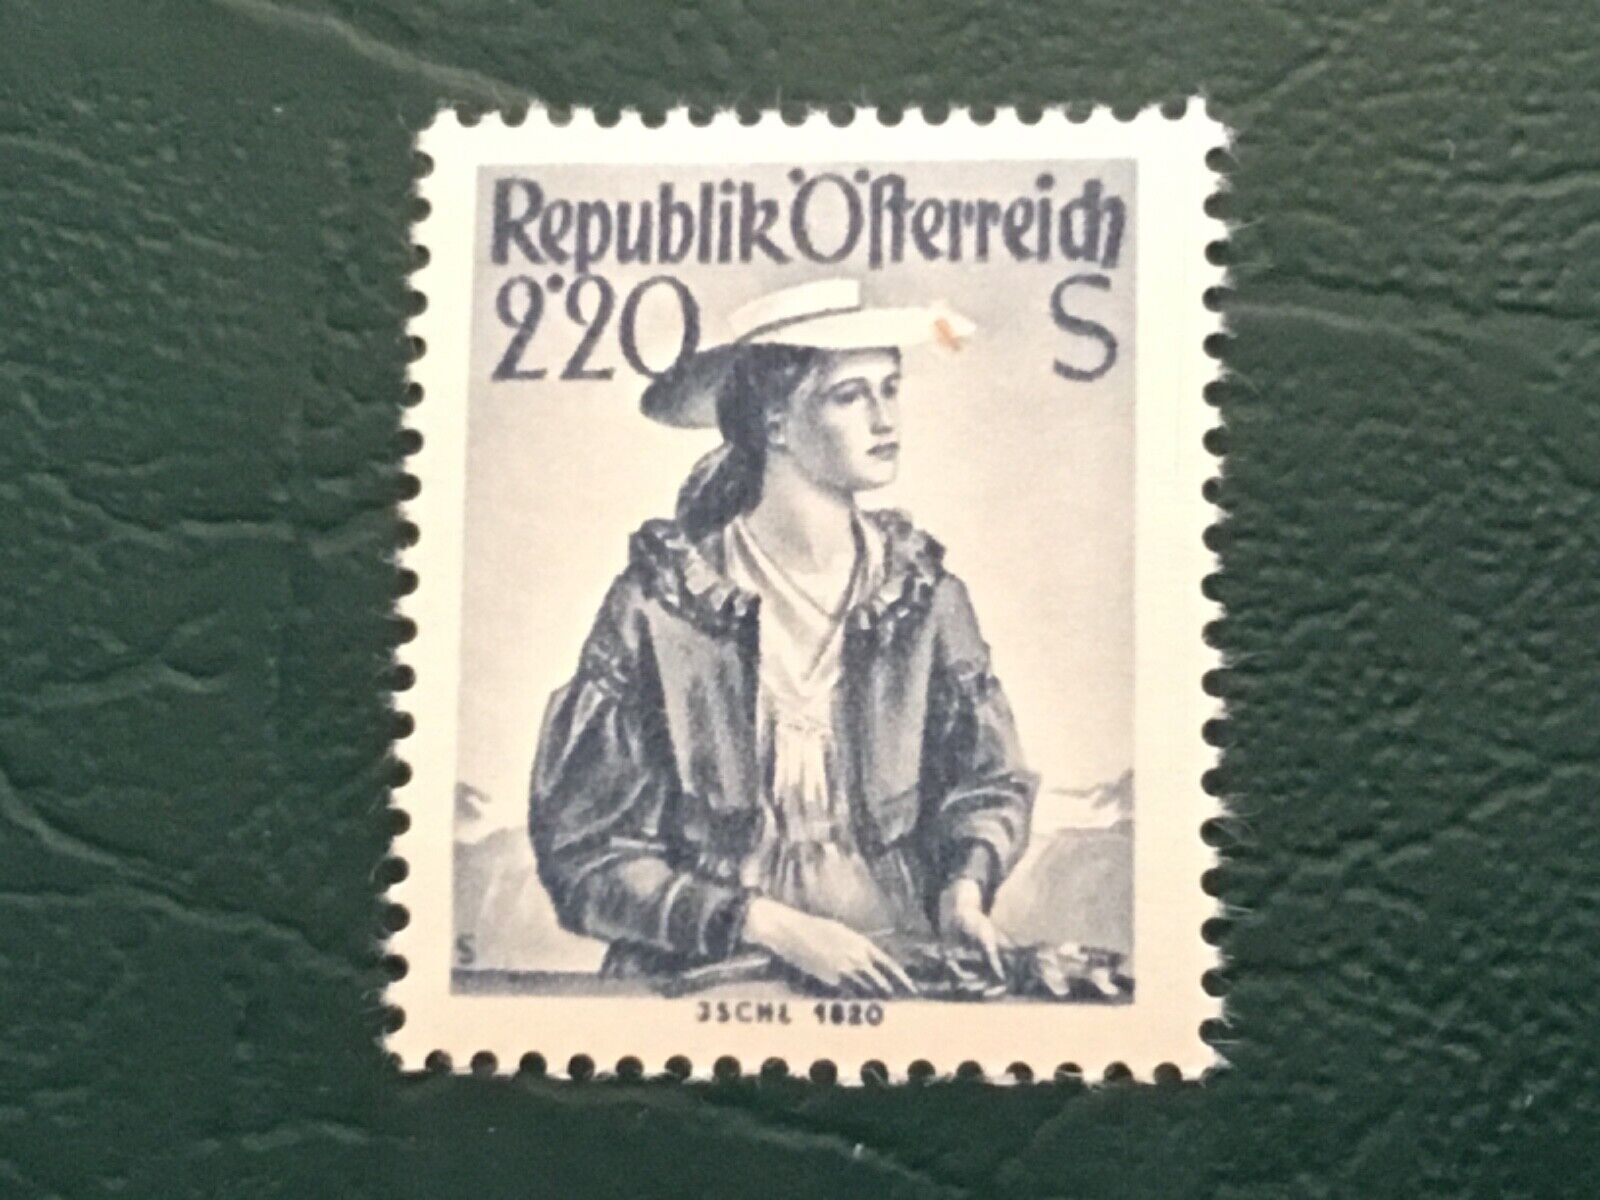 Republik Öſterreich
2˙20 S
S
JSCHL 1820